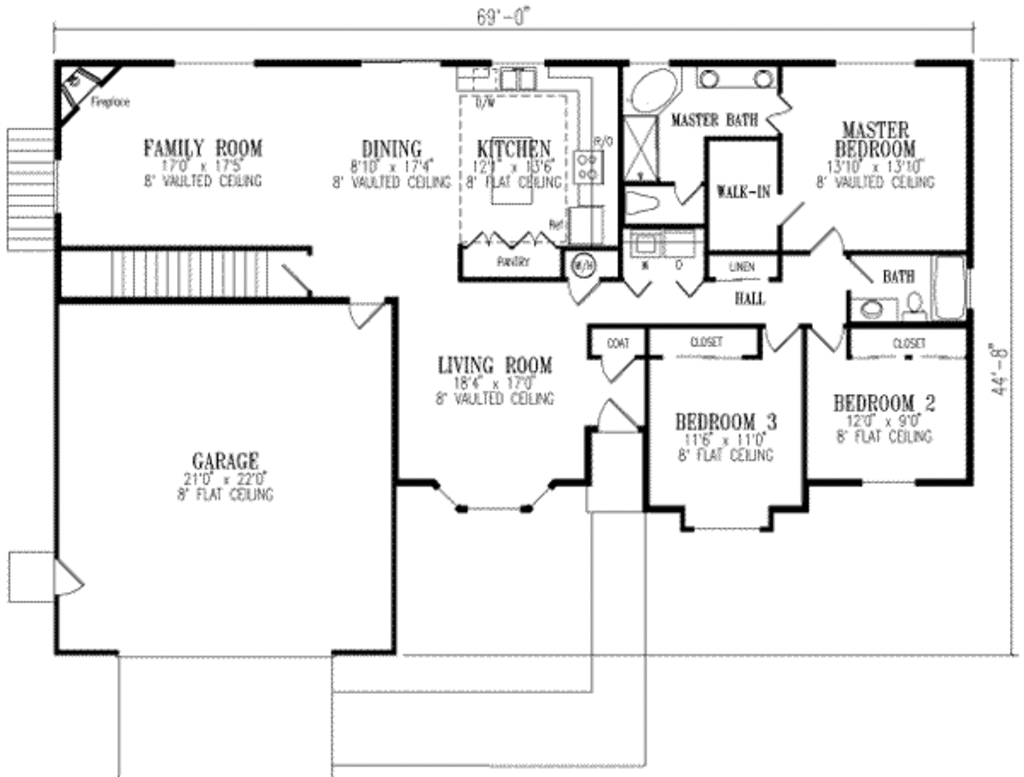 69'-0"
Fireplace
D/W
R/O
Ref
FAMILY ROOM
17'0" x 17'5"
8' VAULTED CEILING
DINING
8'10" x 17'4"
8' VAULTED CEILING
KITCHEN
12'1" x 13'6"
8' FLAT CEILING
MASTER BATH
MASTER
BEDROOM
13'10" x 13'10"
8' VAULTED CEILING
WALK-IN
PANTRY
W/H
W
D
LINEN
HALL
BATH
COAT
CLOSET
CLOSET
44'-8"
LIVING ROOM
18'4" x 17'0"
8' VAULTED CEILING
BEDROOM 3
11'6" x 11'0"
8' FLAT CEILING
BEDROOM 2
12'0" x 9'0"
8' FLAT CEILING
GARAGE
21'0" x 22'0"
8' FLAT CEILING